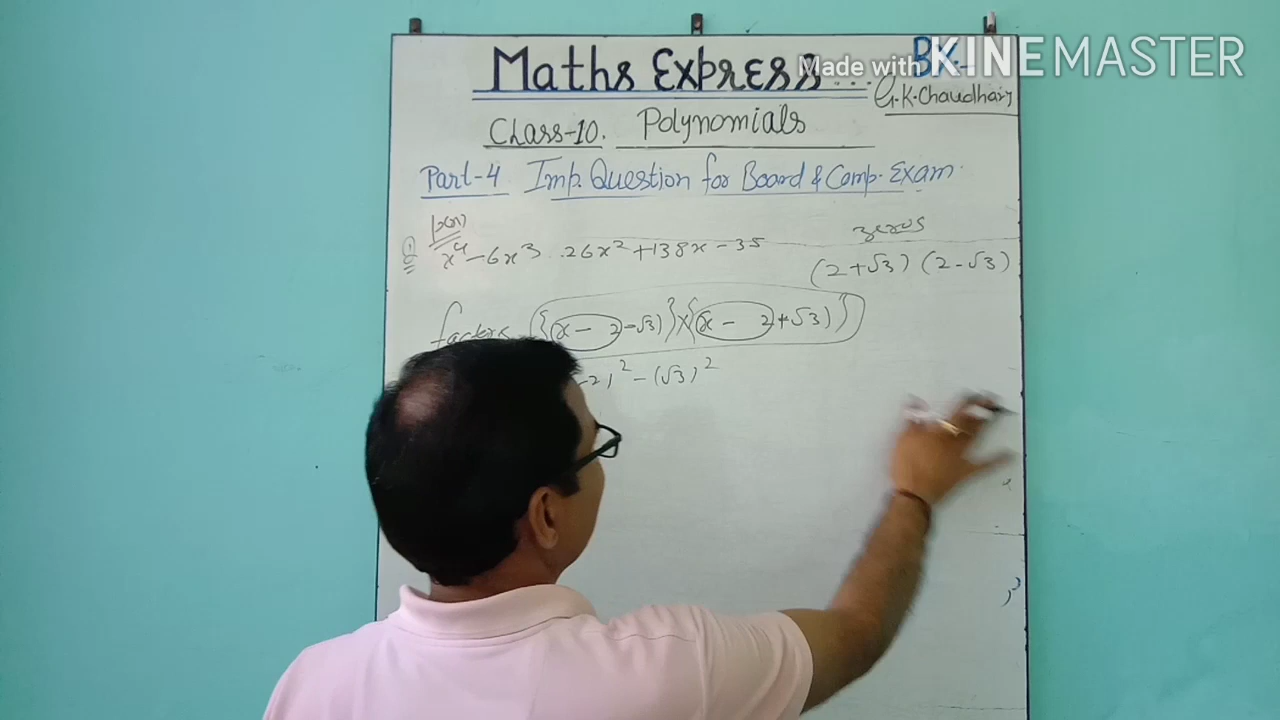 Maths Express...
BY-
Made with KINEMASTER
G.K.Chaudhary
Class-10. Polynomials
Part-4 Imp. Question for Board & Comp. Exam.
p(x)
zeros
Q x⁴ - 6x³ - 26x² + 138x - 35
(2+√3) (2-√3)
factors = {(x - 2 - √3)} × {(x - 2 + √3)}
- 2)² - (√3)²